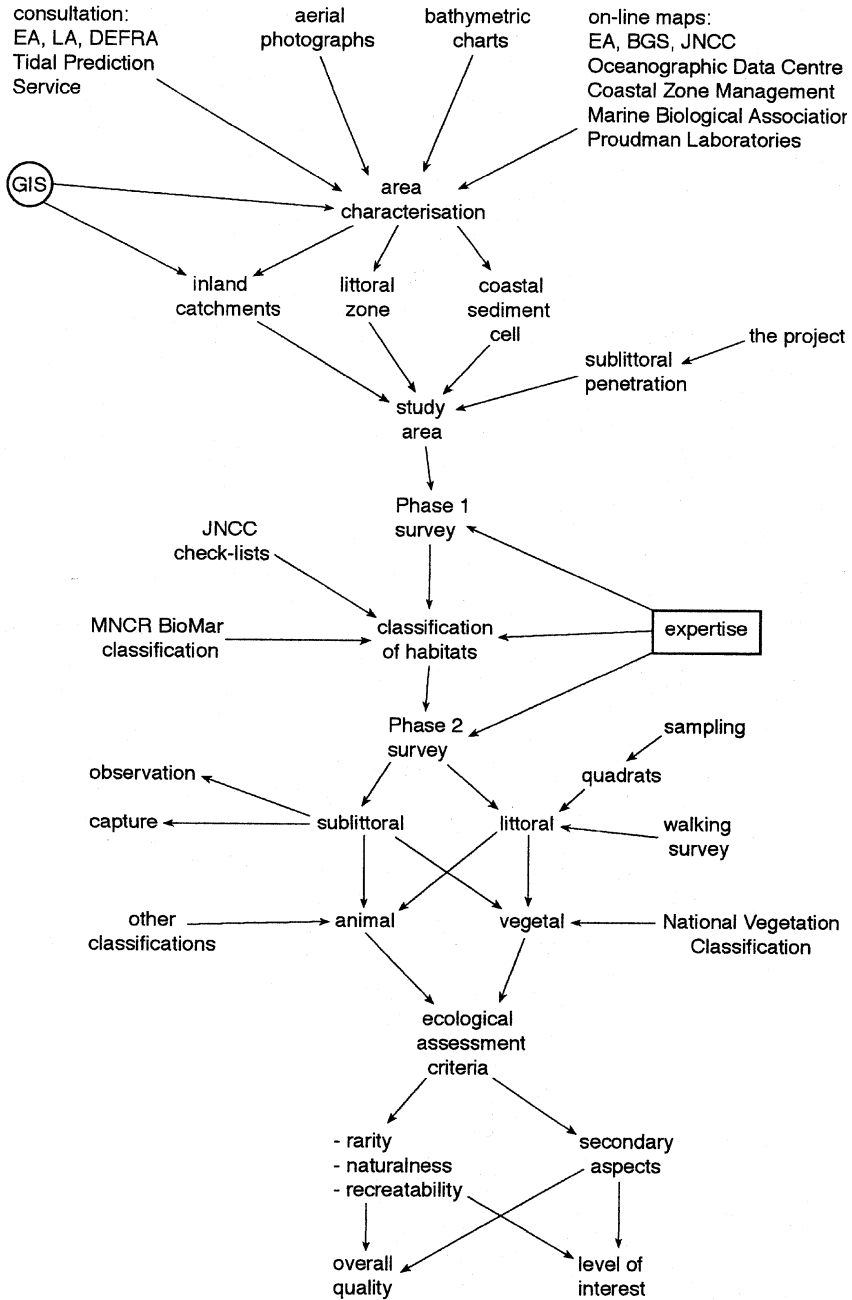 consultation:
EA, LA, DEFRA
Tidal Prediction
Service
aerial
photographs
bathymetric
charts
on-line maps:
EA, BGS, JNCC
Oceanographic Data Centre
Coastal Zone Management
Marine Biological Association
Proudman Laboratories
GIS
area
characterisation
inland
catchments
littoral
zone
coastal
sediment
cell
the project
sublittoral
penetration
study
area
Phase 1
survey
JNCC
check-lists
MNCR BioMar
classification
classification
of habitats
expertise
Phase 2
survey
sampling
quadrats
observation
capture
sublittoral
littoral
walking
survey
other
classifications
animal
vegetal
National Vegetation
Classification
ecological
assessment
criteria
- rarity
- naturalness
- recreatability
secondary
aspects
overall
quality
level of
interest